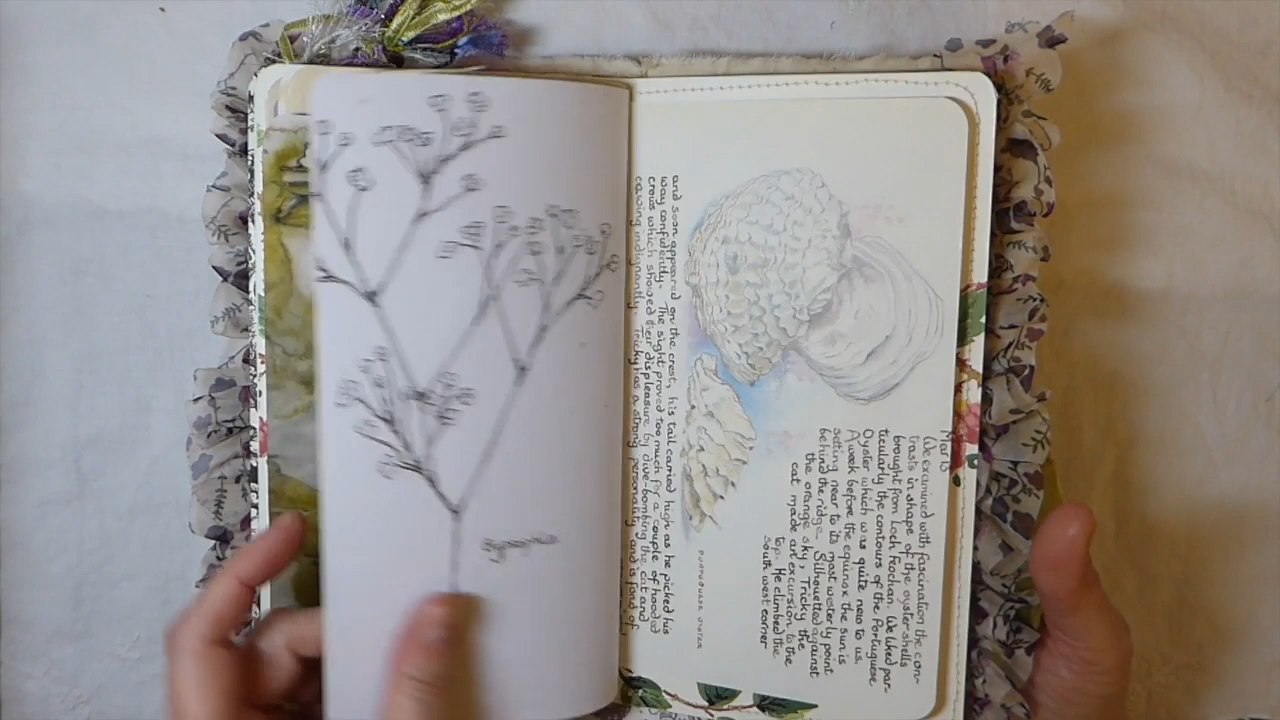 Mar 13
We examined with fascination the con-
trasts in shape of the oyster shells
brought from Loch Feochan. We liked par-
ticularly the contours of the Portuguese
Oyster which was quite new to us.
A week before the equinox the sun is
setting near to its most westerly point
behind the ridge. Silhouetted against
the orange sky, Tricky the
cat made an excursion to the
top. He climbed the
south west corner
and soon appeared on the crest, his tail carried high as he picked his
way confidently. The sight proved too much for a couple of hooded
crows which showed their displeasure by dive-bombing the cat and
cawing indignantly. Tricky has a strong personality and is fond of
PORTUGUESE OYSTER